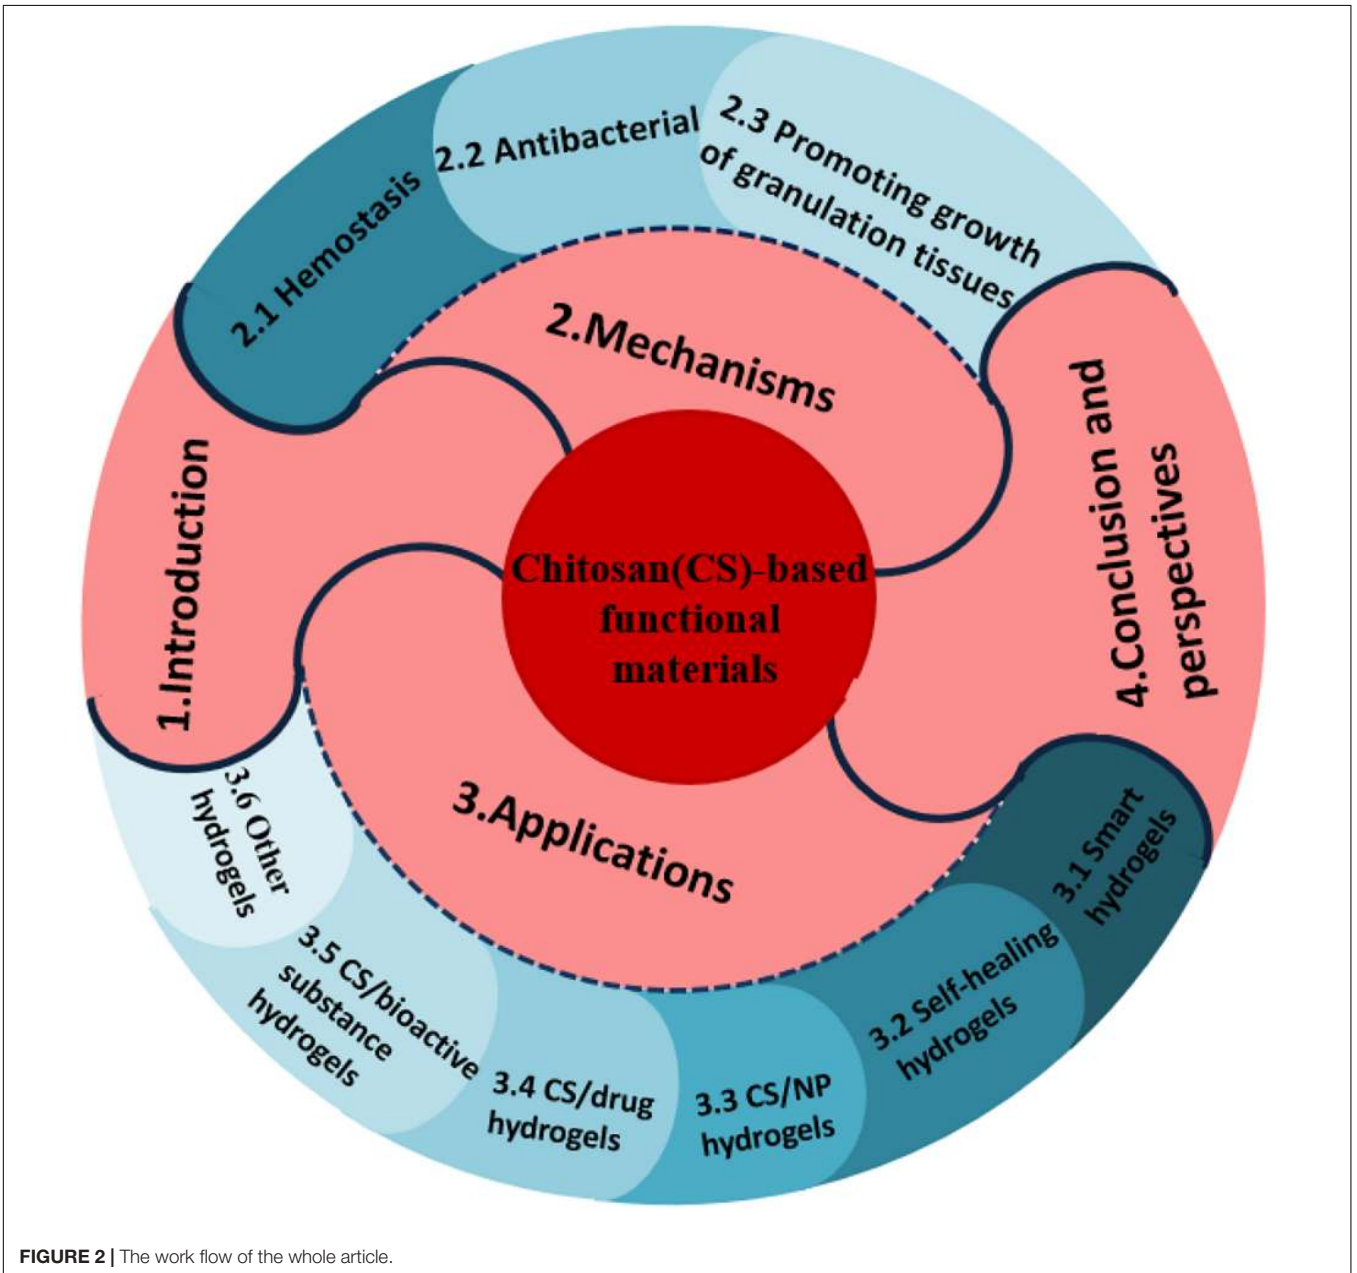 2.1 Hemostasis
2.2 Antibacterial
2.3 Promoting growth
of granulation tissues
2.Mechanisms
1.Introduction
Chitosan(CS)-based
functional
materials
4.Conclusion and
perspectives
3.Applications
3.1 Smart
hydrogels
3.2 Self-healing
hydrogels
3.3 CS/NP
hydrogels
3.4 CS/drug
hydrogels
3.5 CS/bioactive
substance
hydrogels
3.6 Other
hydrogels
FIGURE 2 | The work flow of the whole article.